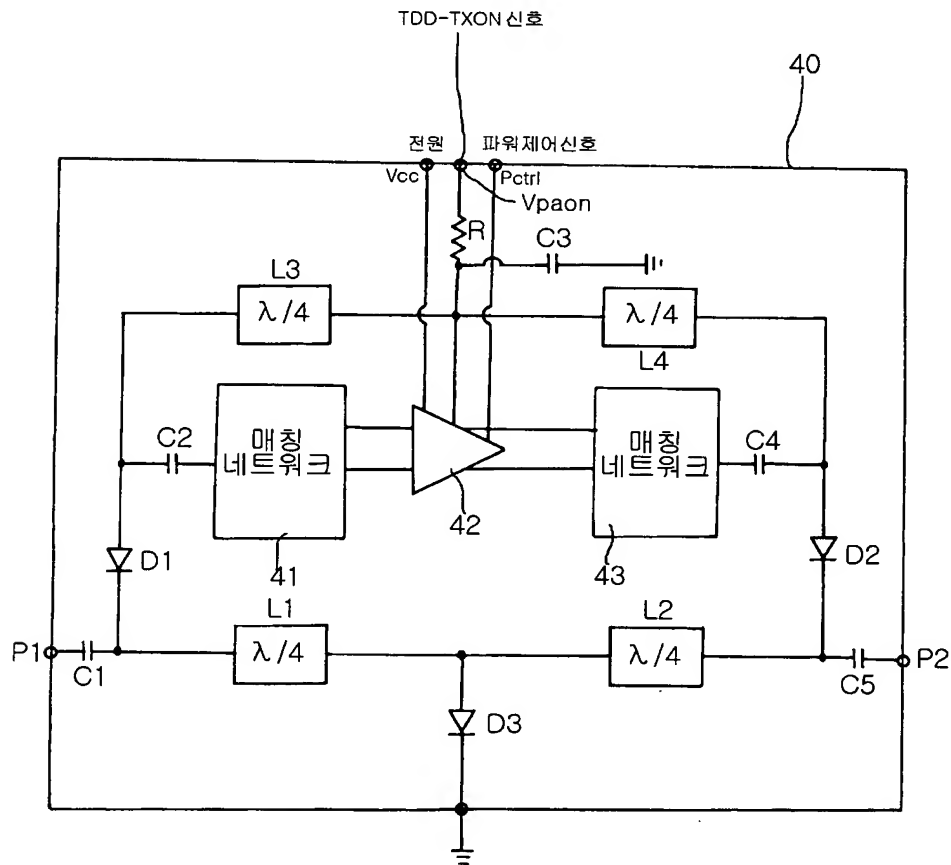 TDD-TXON 신호
40
전원
파워제어신호
Vcc
Pctrl
Vpaon
R
C3
L3
λ/4
λ/4
L4
C2
매칭
네트워크
매칭
네트워크
C4
42
41
43
D1
D2
L1
L2
P1
λ/4
λ/4
P2
C1
C5
D3